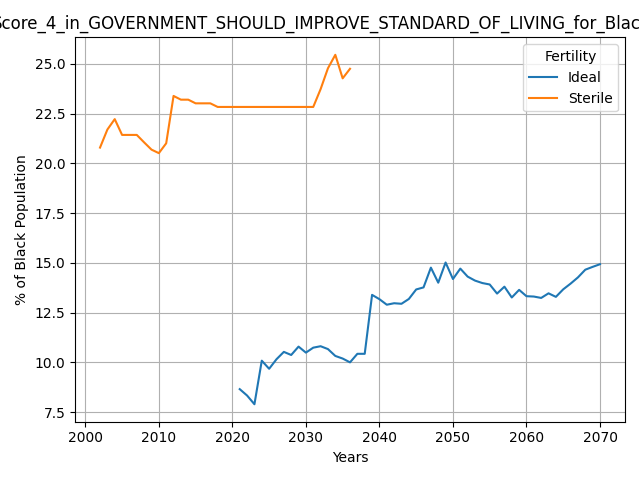 Score_4_in_GOVERNMENT_SHOULD_IMPROVE_STANDARD_OF_LIVING_for_Blac
Fertility
Ideal
Sterile
25.0
22.5
20.0
17.5
15.0
12.5
10.0
7.5
% of Black Population
2000 2010 2020 2030 2040 2050 2060 2070
Years